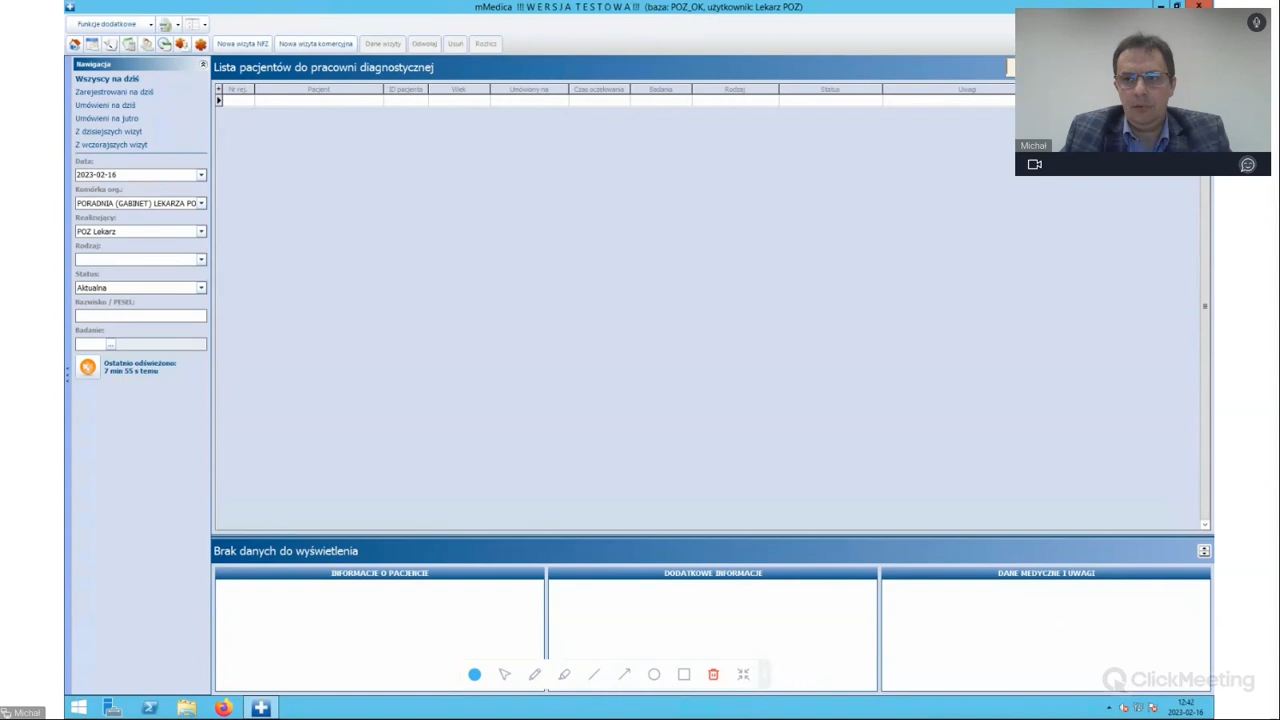 mMedica !!! W E R S J A T E S T O W A !!! (baza: POZ_OK, użytkownik: Lekarz POZ)
Funkcje dodatkowe
Nowa wizyta NFZ
Nowa wizyta komercyjna
Dane wizyty
Odwołaj
Usuń
Rozlicz
Nawigacja
Wszyscy na dziś
Zarejestrowani na dziś
Umówieni na dziś
Umówieni na jutro
Z dzisiejszych wizyt
Z wczorajszych wizyt
Data:
2023-02-16
Komórka org.:
PORADNIA (GABINET) LEKARZA PO
Realizujący:
POZ Lekarz
Rodzaj:
Status:
Aktualna
Nazwisko / PESEL:
Badanie:
...
Ostatnio odświeżono:
7 min 55 s temu
Lista pacjentów do pracowni diagnostycznej
Nr rej.
Pacjent
ID pacjenta
Wiek
Umówiony na
Czas oczekiwania
Badania
Rodzaj
Status
Uwagi
Michał
Brak danych do wyświetlenia
INFORMACJE O PACJENCIE
DODATKOWE INFORMACJE
DANE MEDYCZNE I UWAGI
ClickMeeting
12:42
2023-02-16
Michał